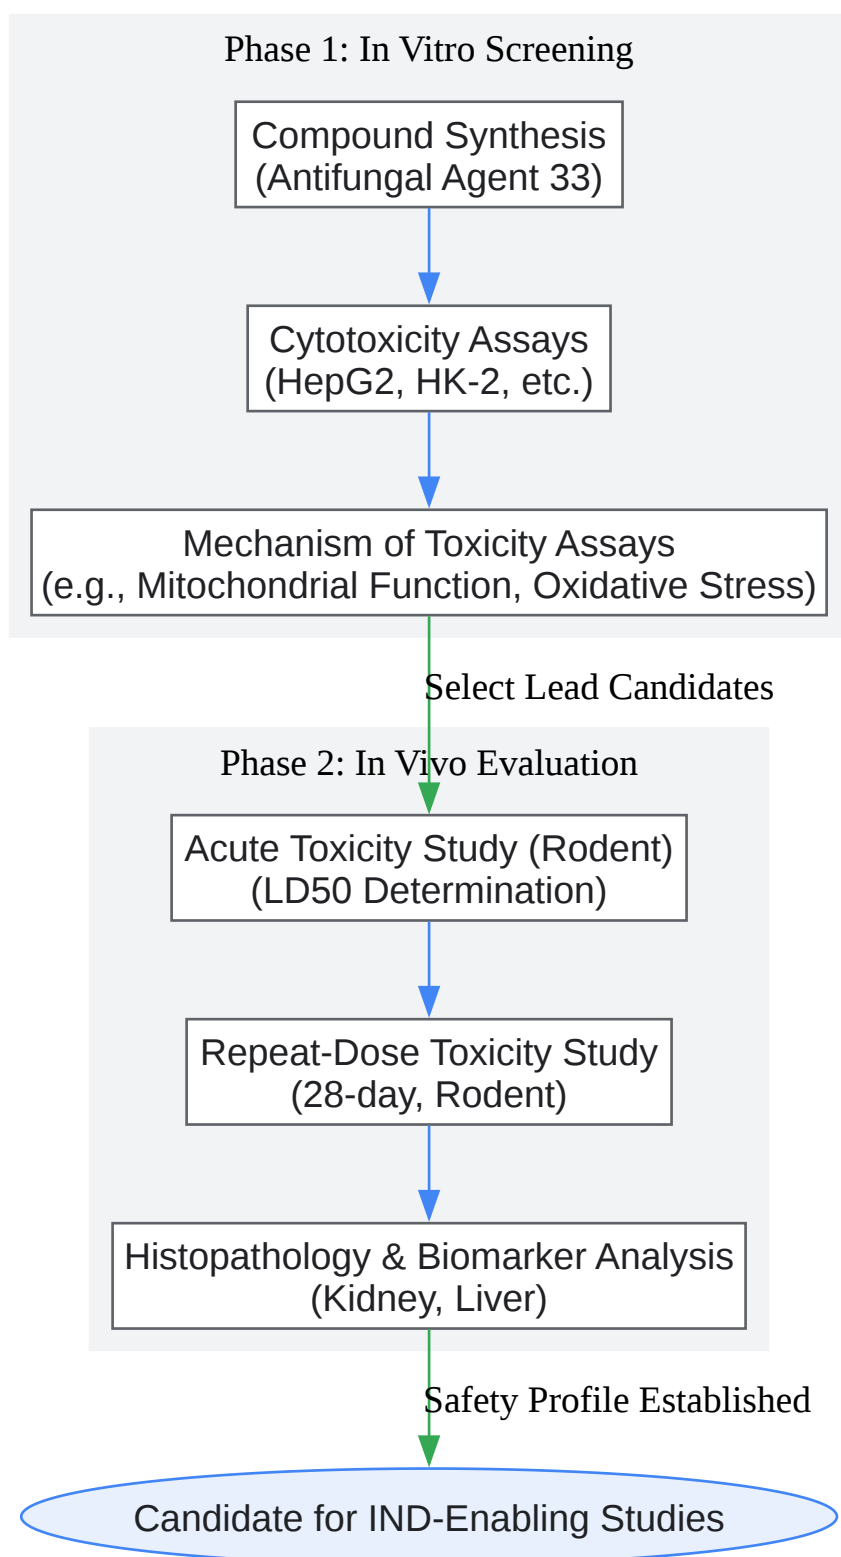 Phase 1: In Vitro Screening
Compound Synthesis
(Antifungal Agent 33)
Cytotoxicity Assays
(HepG2, HK-2, etc.)
Mechanism of Toxicity Assays
(e.g., Mitochondrial Function, Oxidative Stress)
Select Lead Candidates
Phase 2: In Vivo Evaluation
Acute Toxicity Study (Rodent)
(LD50 Determination)
Repeat-Dose Toxicity Study
(28-day, Rodent)
Histopathology & Biomarker Analysis
(Kidney, Liver)
Safety Profile Established
Candidate for IND-Enabling Studies